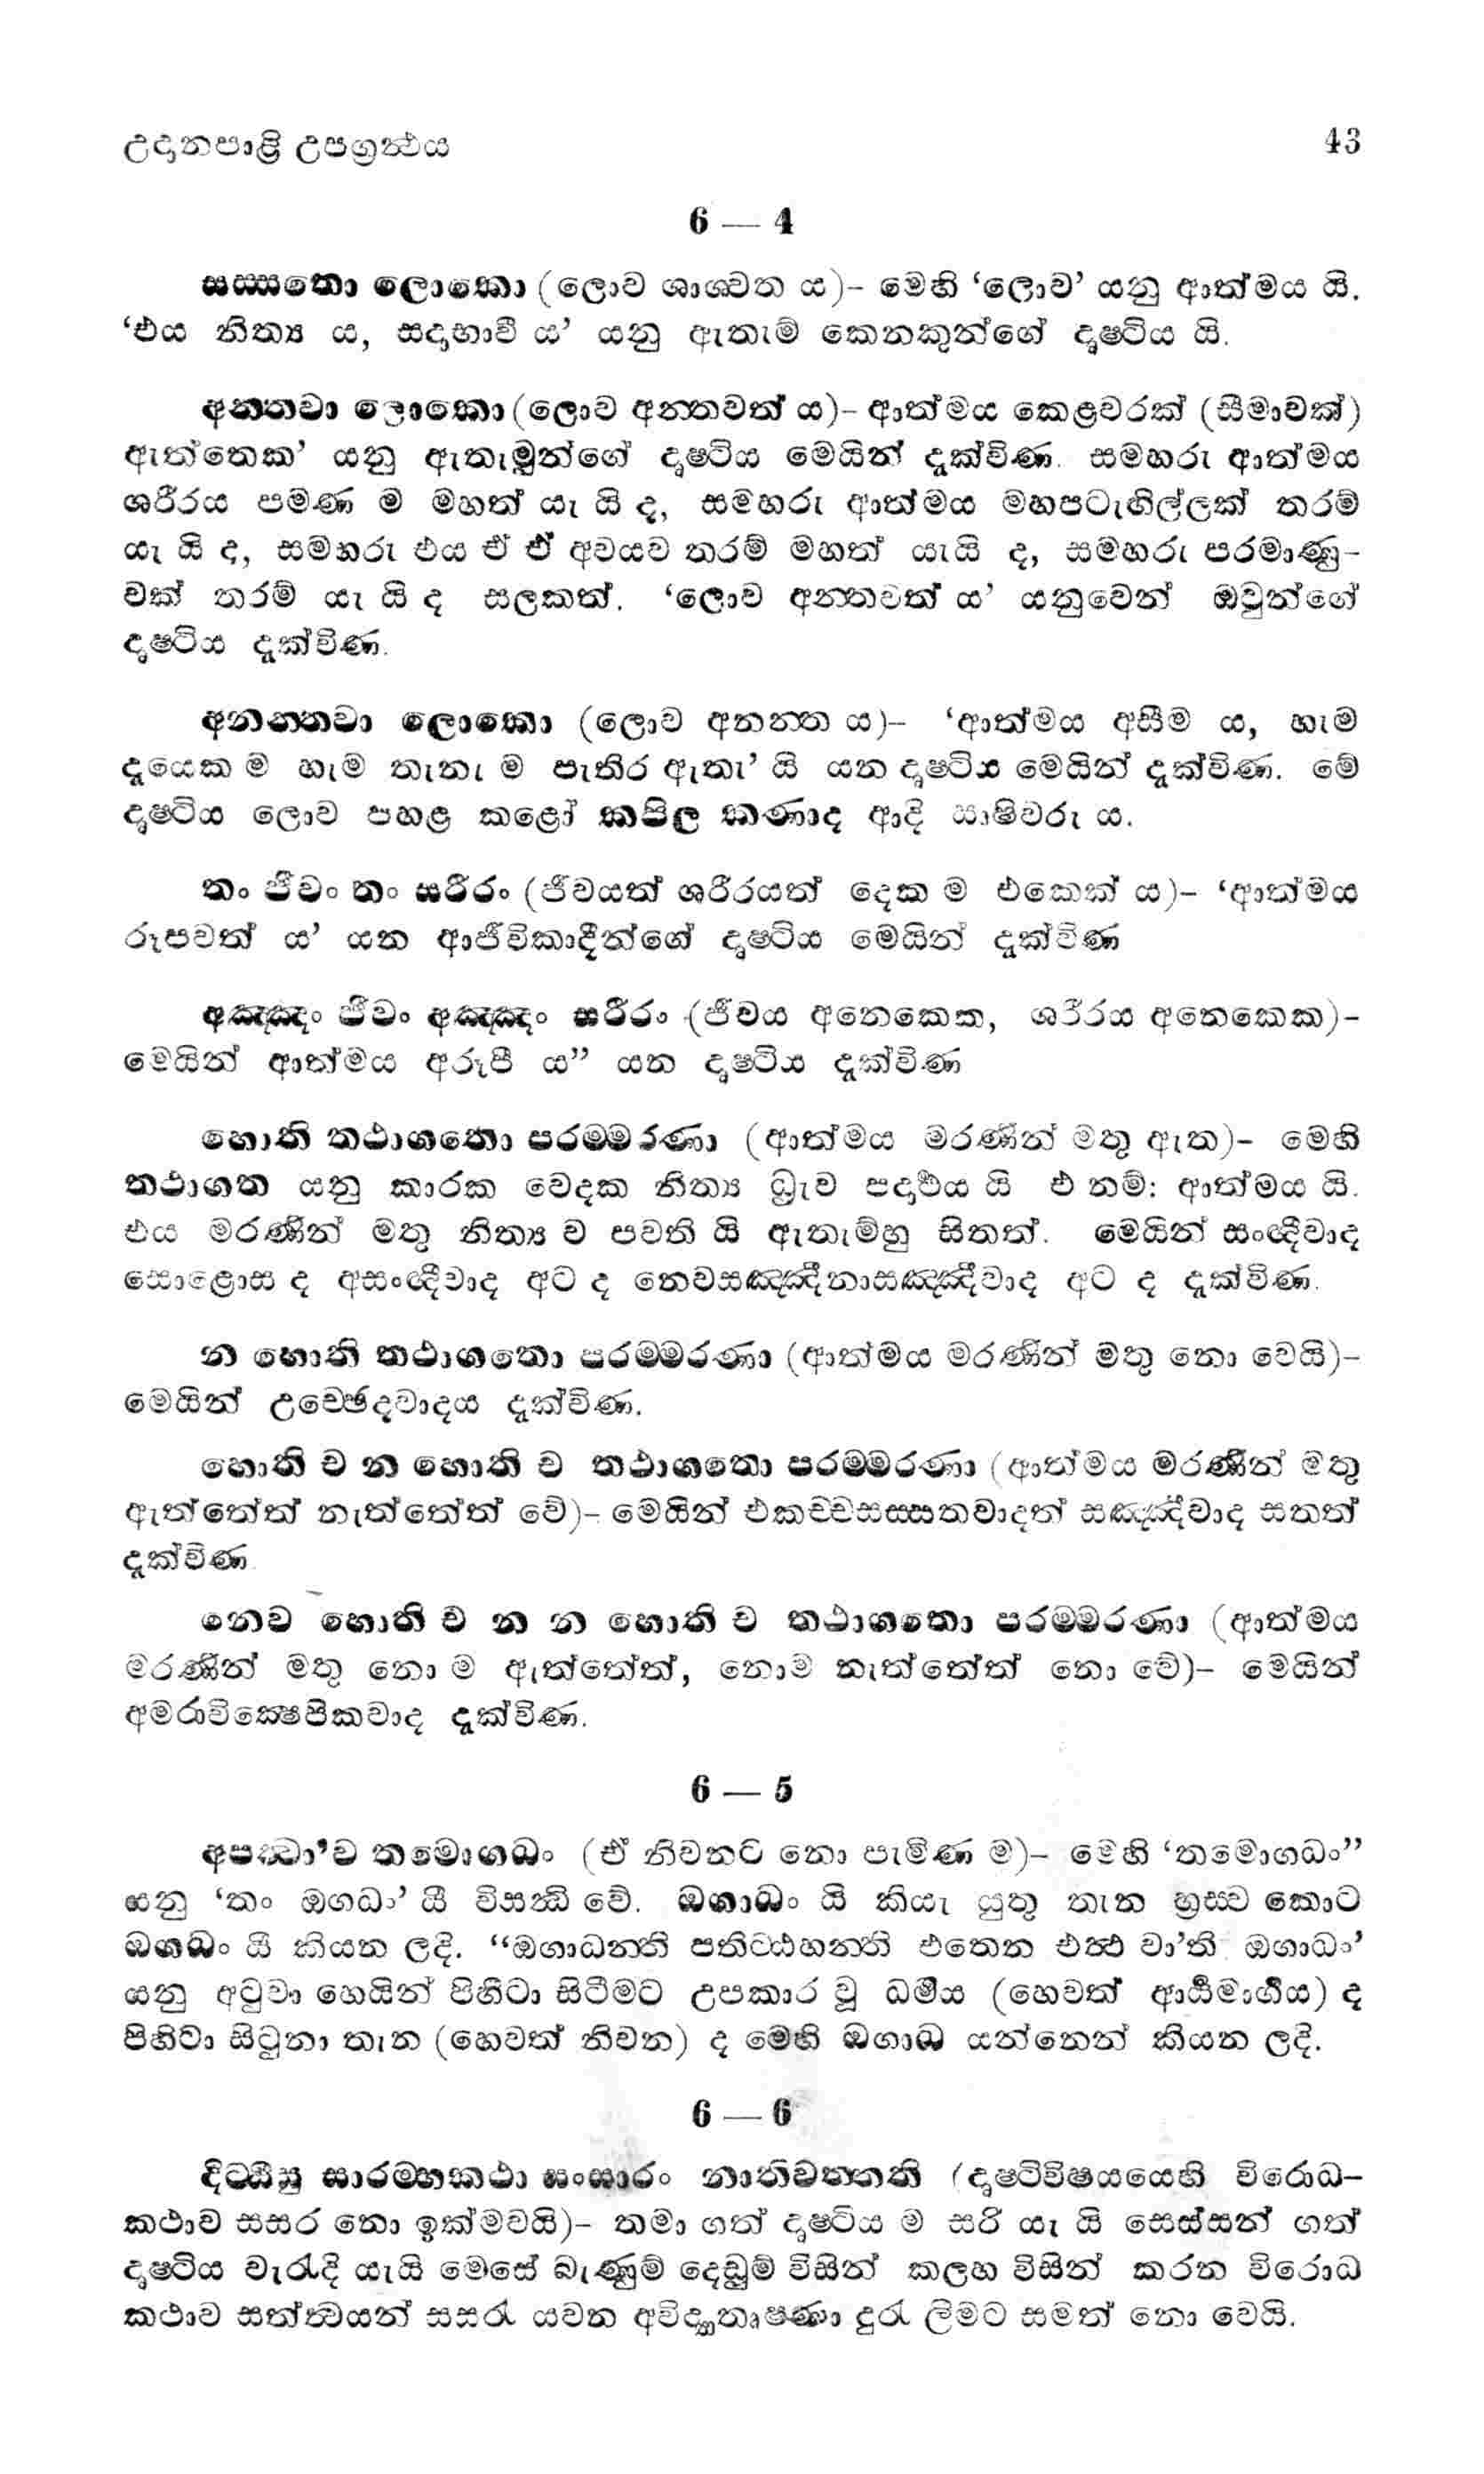 උදානපාළි උපග්‍රන්‍ථය 43
6 — 4
සස්සතො ලොකො (ලොව ශාශ්වත ය)- මෙහි ‘ලොව’ යනු ආත්මය යි.
‘එය නිත්‍ය ය, සදාභාවී ය’ යනු ඇතැම් කෙනකුන්ගේ දෘෂ්ටිය යි.
අන්තවා ලොකො (ලොව අන්තවත් ය)- ආත්මය කෙළවරක් (සීමාවක්)
ඇත්තෙක’ යනු ඇතැමුන්ගේ දෘෂ්ටිය මෙයින් දැක්විණ. සමහරු ආත්මය
ශරීරය පමණ ම මහත් යැ යි ද, සමහරු ආත්මය මහපටැඟිල්ලක් තරම්
යැ යි ද, සමහරු එය ඒ ඒ අවයව තරම් මහත් යැයි ද, සමහරු පරමාණු-
වක් තරම් යැ යි ද සලකත්. ‘ලොව අන්තවත් ය’ යනුවෙන් ඔවුන්ගේ
දෘෂ්ටිය දැක්විණ.
අනන්තවා ලොකො (ලොව අනන්ත ය)- ‘ආත්මය අසීම ය, හැම
දැයෙක ම හැම තැනැ ම පැතිර ඇතැ’ යි යන දෘෂ්ටිය මෙයින් දැක්විණ. මේ
දෘෂ්ටිය ලොව පහළ කළෝ කපිල කණාද ආදි ඍෂිවරු ය.
තං ජීවං තං සරීරං (ජීවයත් ශරීරයත් දෙක ම එකෙක් ය)- ‘ආත්මය
රූපවත් ය’ යන ආජීවිකාදීන්ගේ දෘෂ්ටිය මෙයින් දැක්විණ
අඤ්ඤං ජීවං අඤ්ඤං සරීරං (ජීවය අනෙකෙක, ශරීරය අනෙකෙක)-
මෙයින් ආත්මය අරූපී ය” යන දෘෂ්ටිය දැක්විණ
හොති තථාගතො පරම්මරණා (ආත්මය මරණින් මතු ඇත)- මෙහි
තථාගත යනු කාරක වෙදක නිත්‍ය ධ්‍රැව පදාර්‍ථය යි එ නම්: ආත්මය යි.
එය මරණින් මතු නිත්‍ය ව පවතී යි ඇතැම්හු සිතත්. මෙයින් සංඥීවාද
සොළොස ද අසංඥීවාද අට ද නෙවසඤ්ඤීනාසඤ්ඤීවාද අට ද දැක්විණ.
න හොති තථාගතො පරම්මරණා (ආත්මය මරණින් මතු නො වෙයි)-
මෙයින් උච්ඡෙදවාදය දැක්විණ.
හොති ච න හොති ච තථාගතො පරම්මරණා (ආත්මය මරණින් මතු
ඇත්තේත් නැත්තේත් වේ)- මෙයින් එකච්චසස්සතවාදත් සඤ්ඤීවාද සතත්
දැක්විණ
නෙව හොති ච න න හොති ච තථාගතො පරම්මරණා (ආත්මය
මරණින් මතු නො ම ඇත්තේත්, නොම නැත්තේත් නො වේ)- මෙයින්
අමරාවික්ෂෙපිකවාද දැක්විණ.
6 — 5
අපත්‍වා’ව තමොගධං (ඒ නිවනට නො පැමිණ ම)- මෙහි ‘තමොගධං”
යනු ‘තං ඔගධං’ යි විසන්‍ධි වේ. ඔගාධං යි කියැ යුතු තැන හ්‍රස්ව කොට
ඔගධං යි කියන ලදි. “ඔගාධන්ති පතිට්ඨහන්ති එතෙන එත්‍ථ වා’ති ඔගාධං’
යනු අටුවා හෙයින් පිහිටා සිටීමට උපකාර වූ ධර්‍මය (හෙවත් ආර්‍ය්‍යමාර්‍ගය) ද
පිහිටා සිටුනා තැන (හෙවත් නිවන) ද මෙහි ඔගාධ යන්නෙන් කියන ලදි.
6 — 6
දිට්ඨීසු සාරම්භකථා සංසාරං නාතිවත්තති (දෘෂ්ටිවිෂයයෙහි විරොධ-
කථාව සසර නො ඉක්මවයි)- තමා ගත් දෘෂ්ටිය ම සරි යැ යි සෙස්සන් ගත්
දෘෂ්ටිය වැරැදි යැයි මෙසේ බැණුම් දෙඩුම් විසින් කලහ විසින් කරන විරොධ
කථාව සත්ත්‍වයන් සසරැ යවන අවිද්‍යාතෘෂ්ණා දුරැ ලීමට සමත් නො වෙයි.